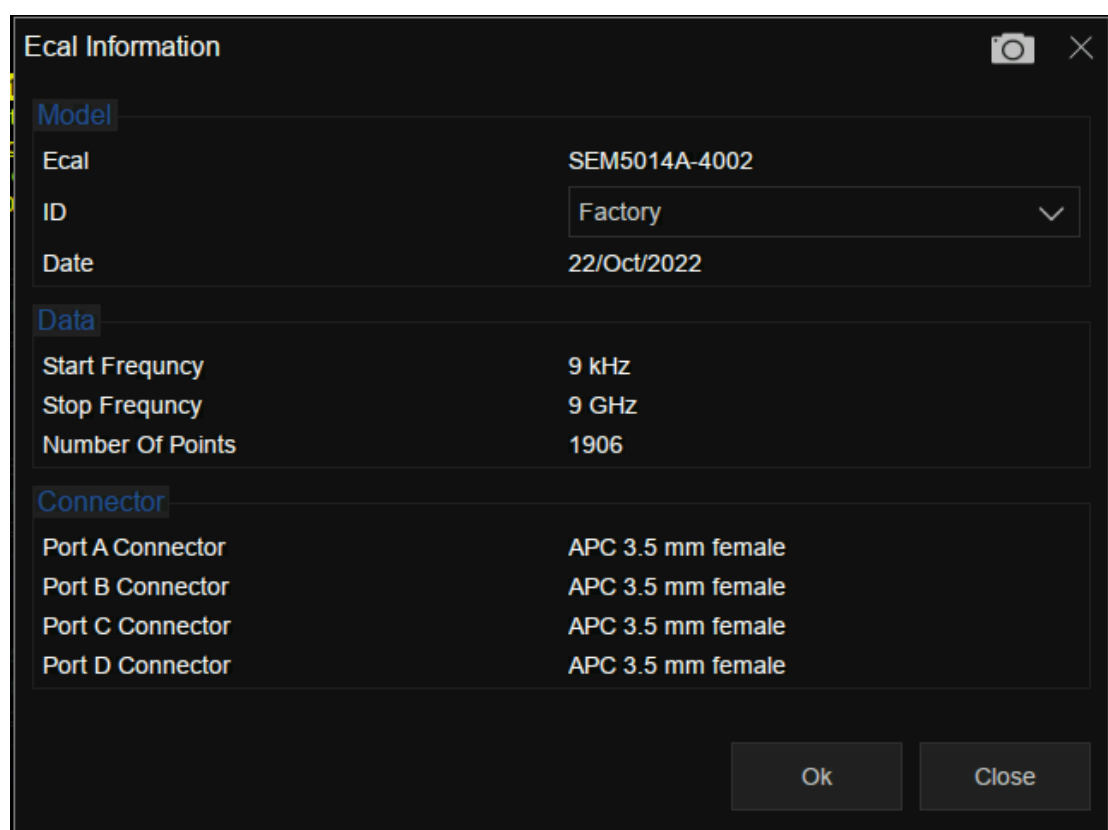 Ecal Information
Model
Ecal SEM5014A-4002
ID Factory
Date 22/Oct/2022
Data
Start Frequncy 9 kHz
Stop Frequncy 9 GHz
Number Of Points 1906
Connector
Port A Connector APC 3.5 mm female
Port B Connector APC 3.5 mm female
Port C Connector APC 3.5 mm female
Port D Connector APC 3.5 mm female
Ok Close